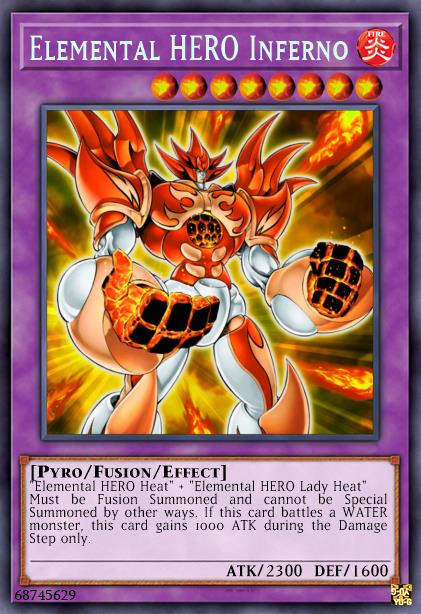 ELEMENTAL HERO INFERNO
FIRE
炎
[PYRO/FUSION/EFFECT]
"Elemental HERO Heat" + "Elemental HERO Lady Heat"
Must be Fusion Summoned and cannot be Special
Summoned by other ways. If this card battles a WATER
monster, this card gains 1000 ATK during the Damage
Step only.
ATK/2300 DEF/1600
68745629